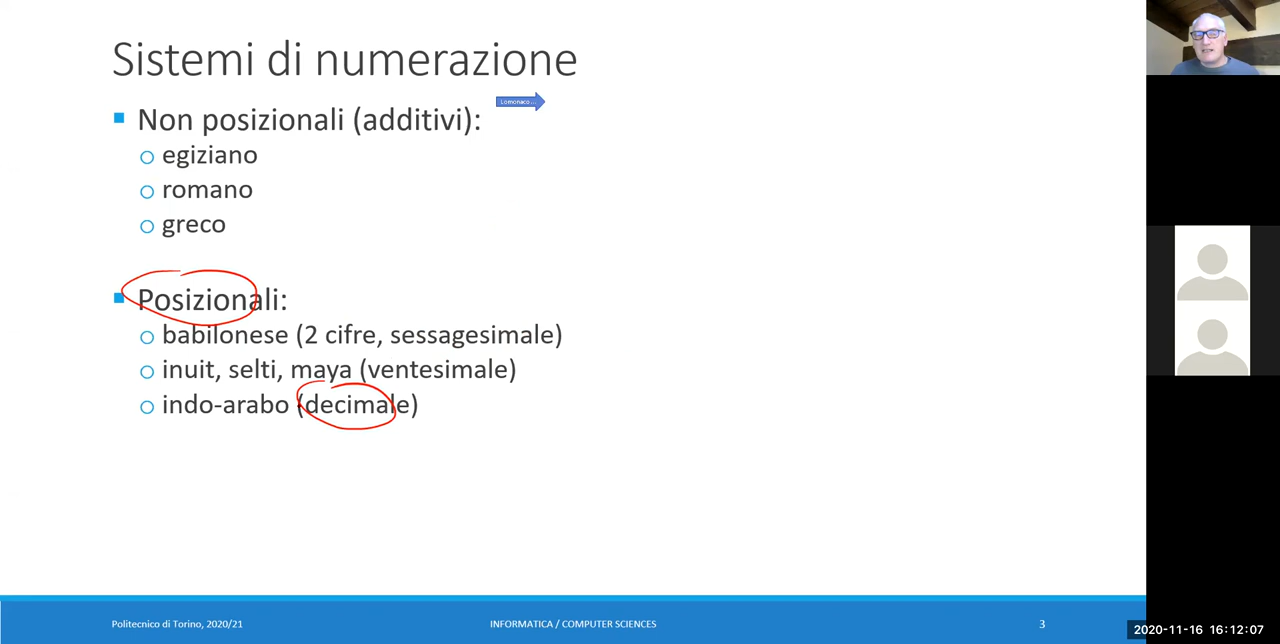 Sistemi di numerazione
Lomonaco ...
Non posizionali (additivi):
egiziano
romano
greco
Posizionali:
babilonese (2 cifre, sessagesimale)
inuit, selti, maya (ventesimale)
indo-arabo (decimale)
Politecnico di Torino, 2020/21
INFORMATICA / COMPUTER SCIENCES
3
2020-11-16 16:12:07